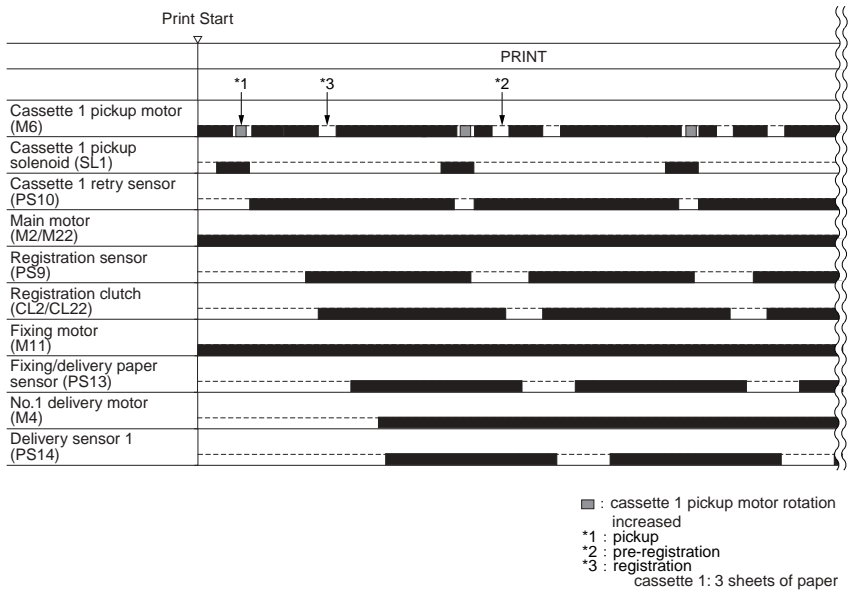 Print Start
PRINT
*1 *3 *2
Cassette 1 pickup motor
(M6)
Cassette 1 pickup
solenoid (SL1)
Cassette 1 retry sensor
(PS10)
Main motor
(M2/M22)
Registration sensor
(PS9)
Registration clutch
(CL2/CL22)
Fixing motor
(M11)
Fixing/delivery paper
sensor (PS13)
No.1 delivery motor
(M4)
Delivery sensor 1
(PS14)
: cassette 1 pickup motor rotation
increased
*1 : pickup
*2 : pre-registration
*3 : registration
cassette 1: 3 sheets of paper